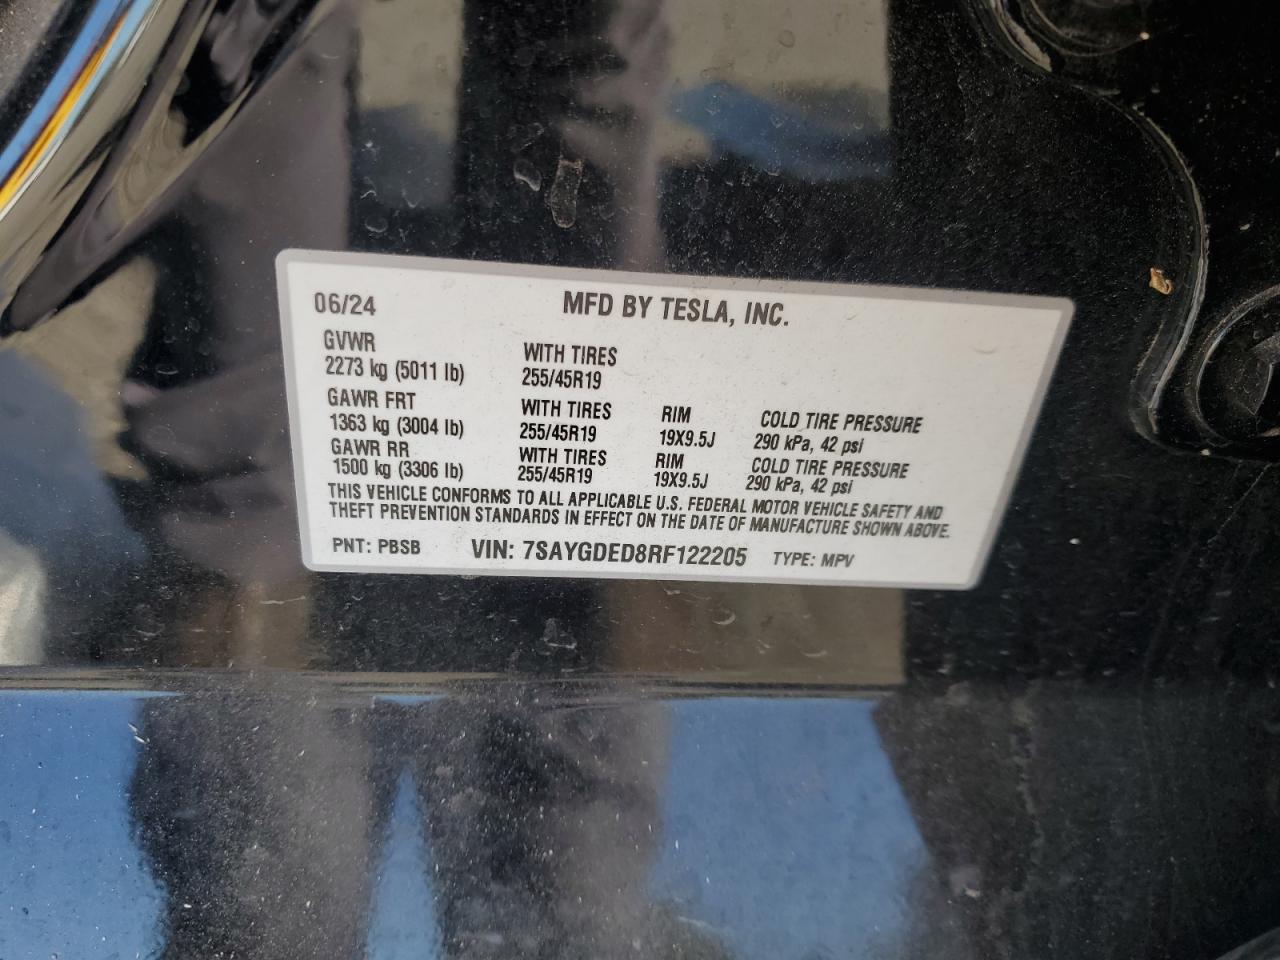 06/24 MFD BY TESLA, INC.
GVWR
2273 kg (5011 lb)
WITH TIRES
255/45R19
GAWR FRT
1363 kg (3004 lb)
WITH TIRES
255/45R19
RIM
19X9.5J
COLD TIRE PRESSURE
290 kPa, 42 psi
GAWR RR
1500 kg (3306 lb)
WITH TIRES
255/45R19
RIM
19X9.5J
COLD TIRE PRESSURE
290 kPa, 42 psi
THIS VEHICLE CONFORMS TO ALL APPLICABLE U.S. FEDERAL MOTOR VEHICLE SAFETY AND
THEFT PREVENTION STANDARDS IN EFFECT ON THE DATE OF MANUFACTURE SHOWN ABOVE.
PNT: PBSB VIN: 7SAYGDED8RF122205 TYPE: MPV